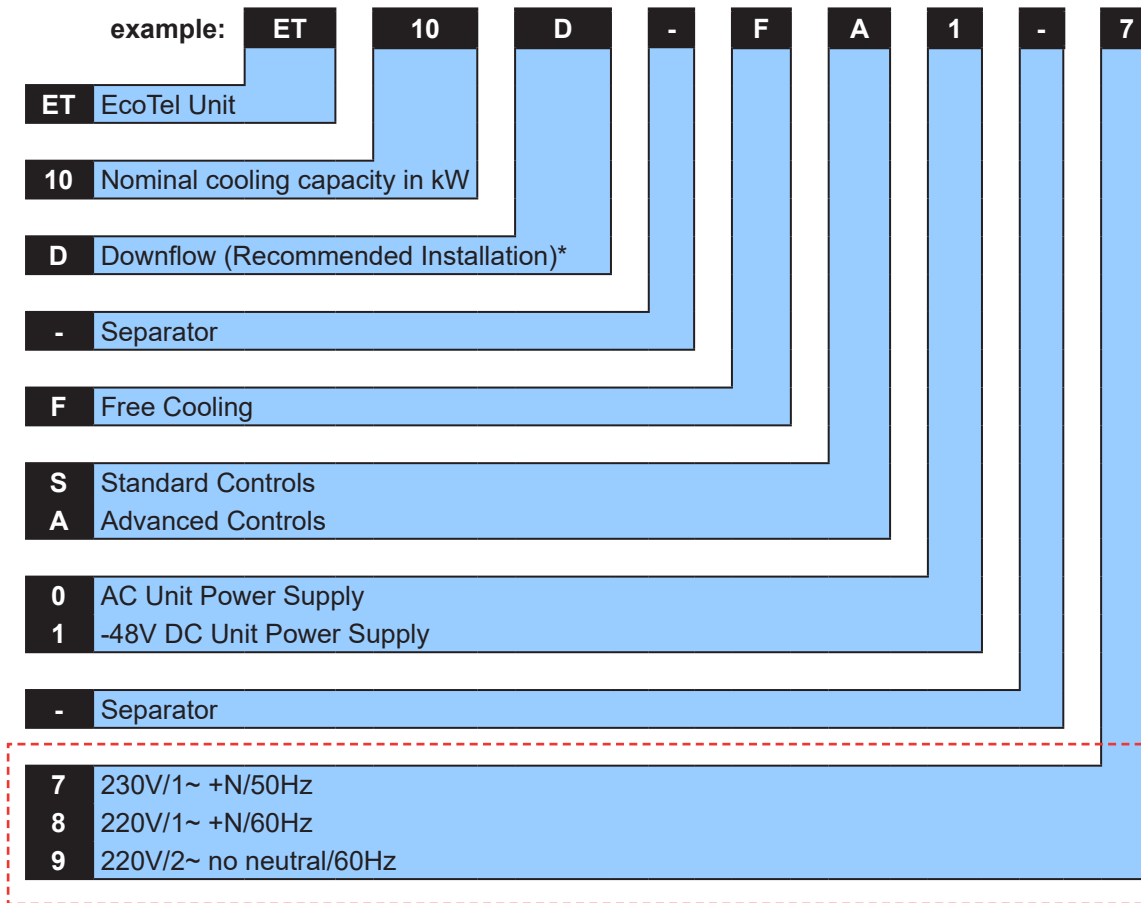 example: ET 10 D - F A 1 - 7
ET EcoTel Unit
10 Nominal cooling capacity in kW
D Downflow (Recommended Installation)*
- Separator
F Free Cooling
S Standard Controls
A Advanced Controls
0 AC Unit Power Supply
1 -48V DC Unit Power Supply
- Separator
7 230V/1~ +N/50Hz
8 220V/1~ +N/60Hz
9 220V/2~ no neutral/60Hz